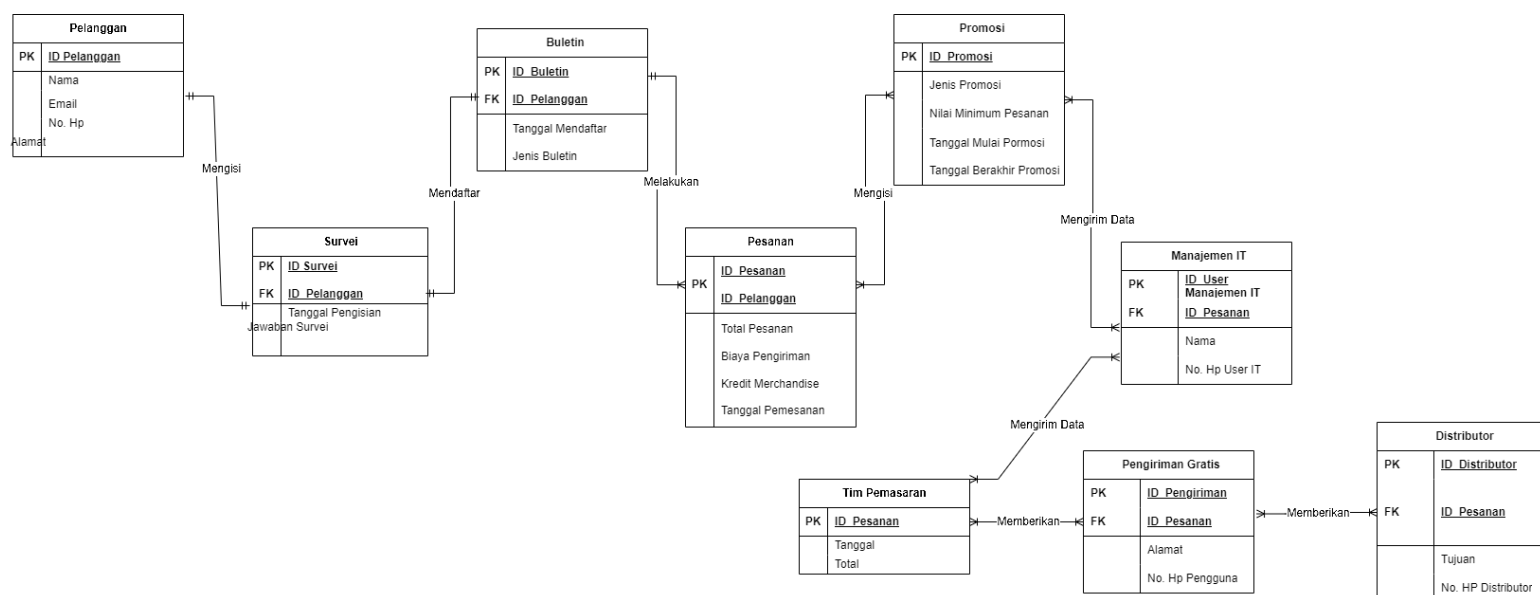 Pelanggan
PK ID Pelanggan
Nama
Email
No. Hp
Alamat
Mengisi
Survei
PK ID Survei
FK ID_Pelanggan
Tanggal Pengisian
Jawaban Survei
Mendaftar
Buletin
PK ID_Buletin
FK ID_Pelanggan
Tanggal Mendaftar
Jenis Buletin
Melakukan
Pesanan
PK
ID_Pesanan
ID_Pelanggan
Total Pesanan
Biaya Pengiriman
Kredit Merchandise
Tanggal Pemesanan
Mengisi
Promosi
PK ID_Promosi
Jenis Promosi
Nilai Minimum Pesanan
Tanggal Mulai Pormosi
Tanggal Berakhir Promosi
Mengirim Data
Manajemen IT
PK ID_User
Manajemen IT
FK ID_Pesanan
Nama
No. Hp User IT
Mengirim Data
Tim Pemasaran
PK ID_Pesanan
Tanggal
Total
Memberikan
Pengiriman Gratis
PK ID_Pengiriman
FK ID_Pesanan
Alamat
No. Hp Pengguna
Memberikan
Distributor
PK ID_Distributor
FK ID_Pesanan
Tujuan
No. HP Distributor